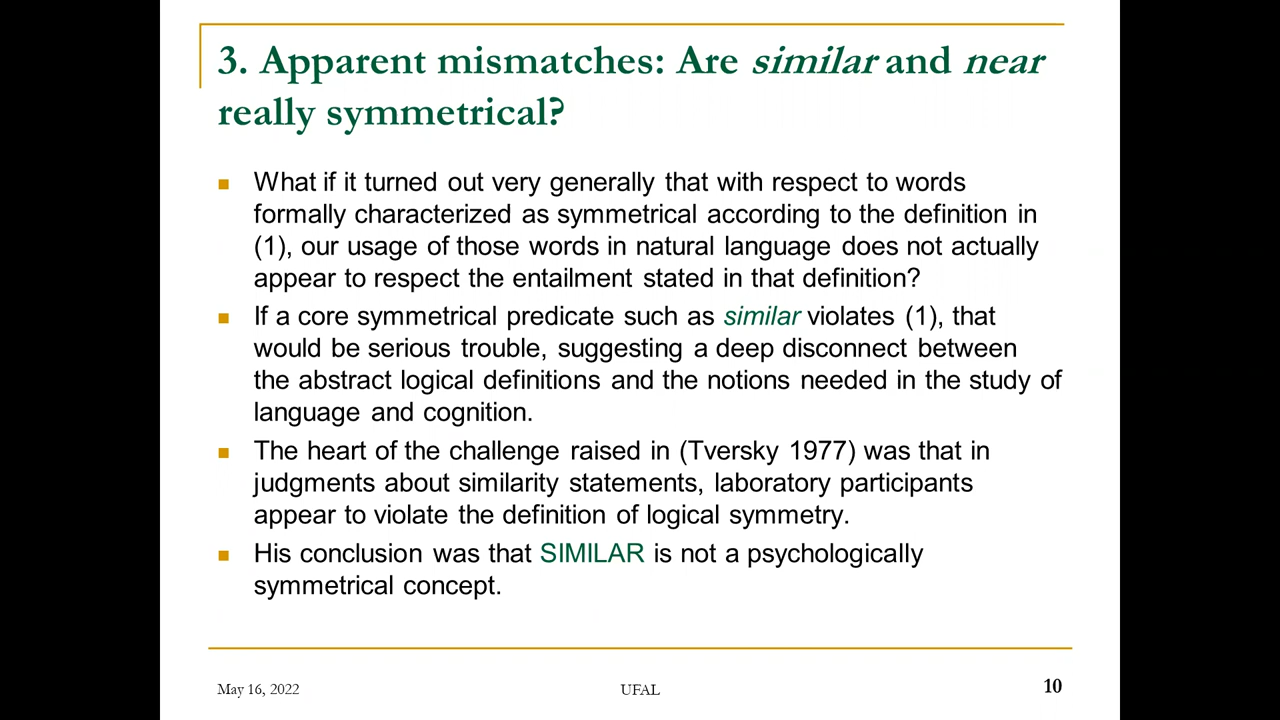 3. Apparent mismatches: Are similar and near
really symmetrical?
What if it turned out very generally that with respect to words
formally characterized as symmetrical according to the definition in
(1), our usage of those words in natural language does not actually
appear to respect the entailment stated in that definition?
If a core symmetrical predicate such as similar violates (1), that
would be serious trouble, suggesting a deep disconnect between
the abstract logical definitions and the notions needed in the study of
language and cognition.
The heart of the challenge raised in (Tversky 1977) was that in
judgments about similarity statements, laboratory participants
appear to violate the definition of logical symmetry.
His conclusion was that SIMILAR is not a psychologically
symmetrical concept.
May 16, 2022
UFAL
10